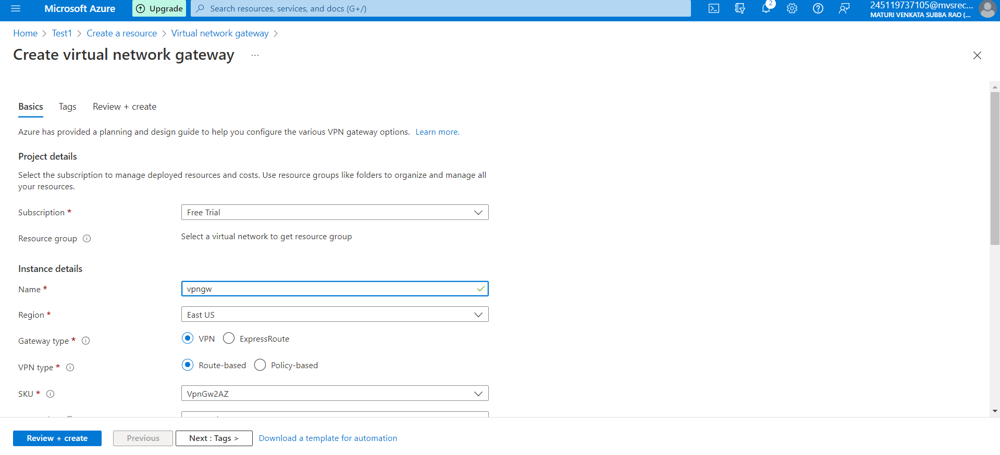 Microsoft Azure
Upgrade
Search resources, services, and docs (G+/)
2
245119737105@mvsrec...
MATURI VENKATA SUBBA RAO (...
Home > Test1 > Create a resource > Virtual network gateway >
Create virtual network gateway ...
Basics Tags Review + create
Azure has provided a planning and design guide to help you configure the various VPN gateway options. Learn more.
Project details
Select the subscription to manage deployed resources and costs. Use resource groups like folders to organize and manage all
your resources.
Subscription * Free Trial
Resource group Select a virtual network to get resource group
Instance details
Name * vpngw
Region * East US
Gateway type * VPN ExpressRoute
VPN type * Route-based Policy-based
SKU * VpnGw2AZ
Review + create Previous Next : Tags > Download a template for automation